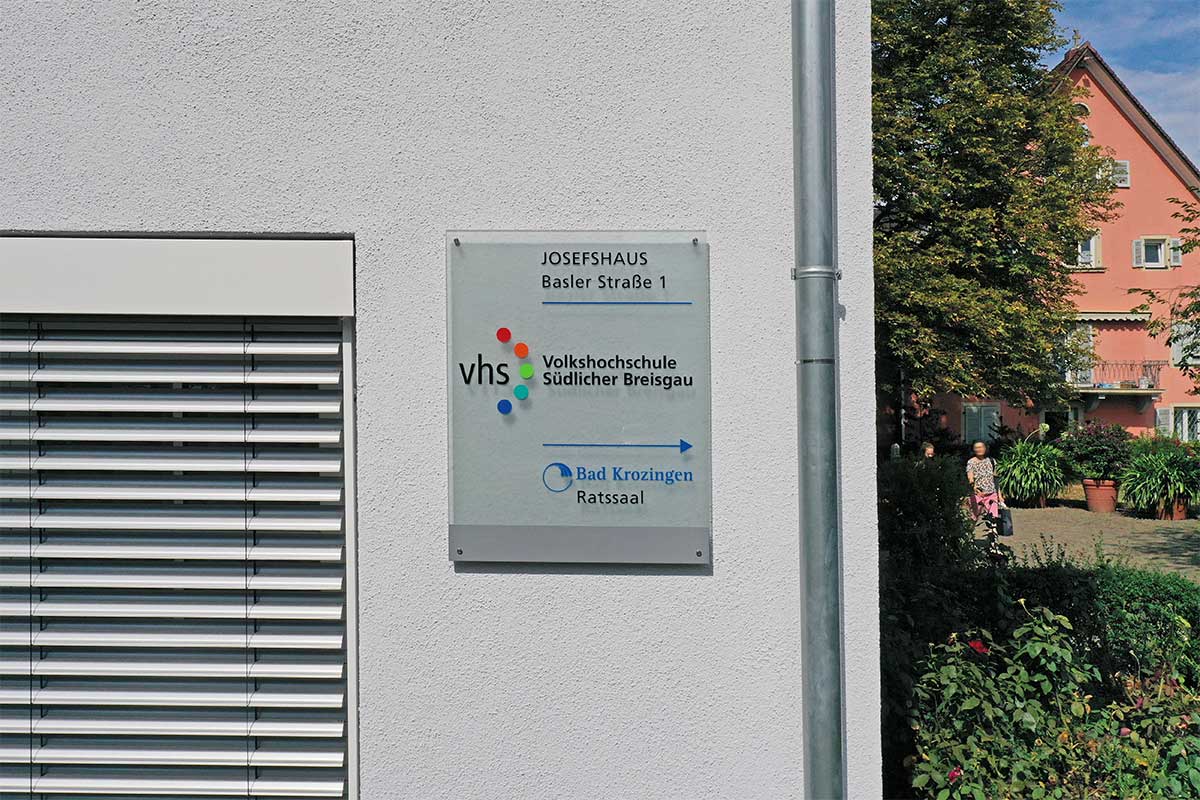 JOSEFSHAUS
Basler Straße 1
vhs
Volkshochschule
Südlicher Breisgau
Bad Krozingen
Ratssaal